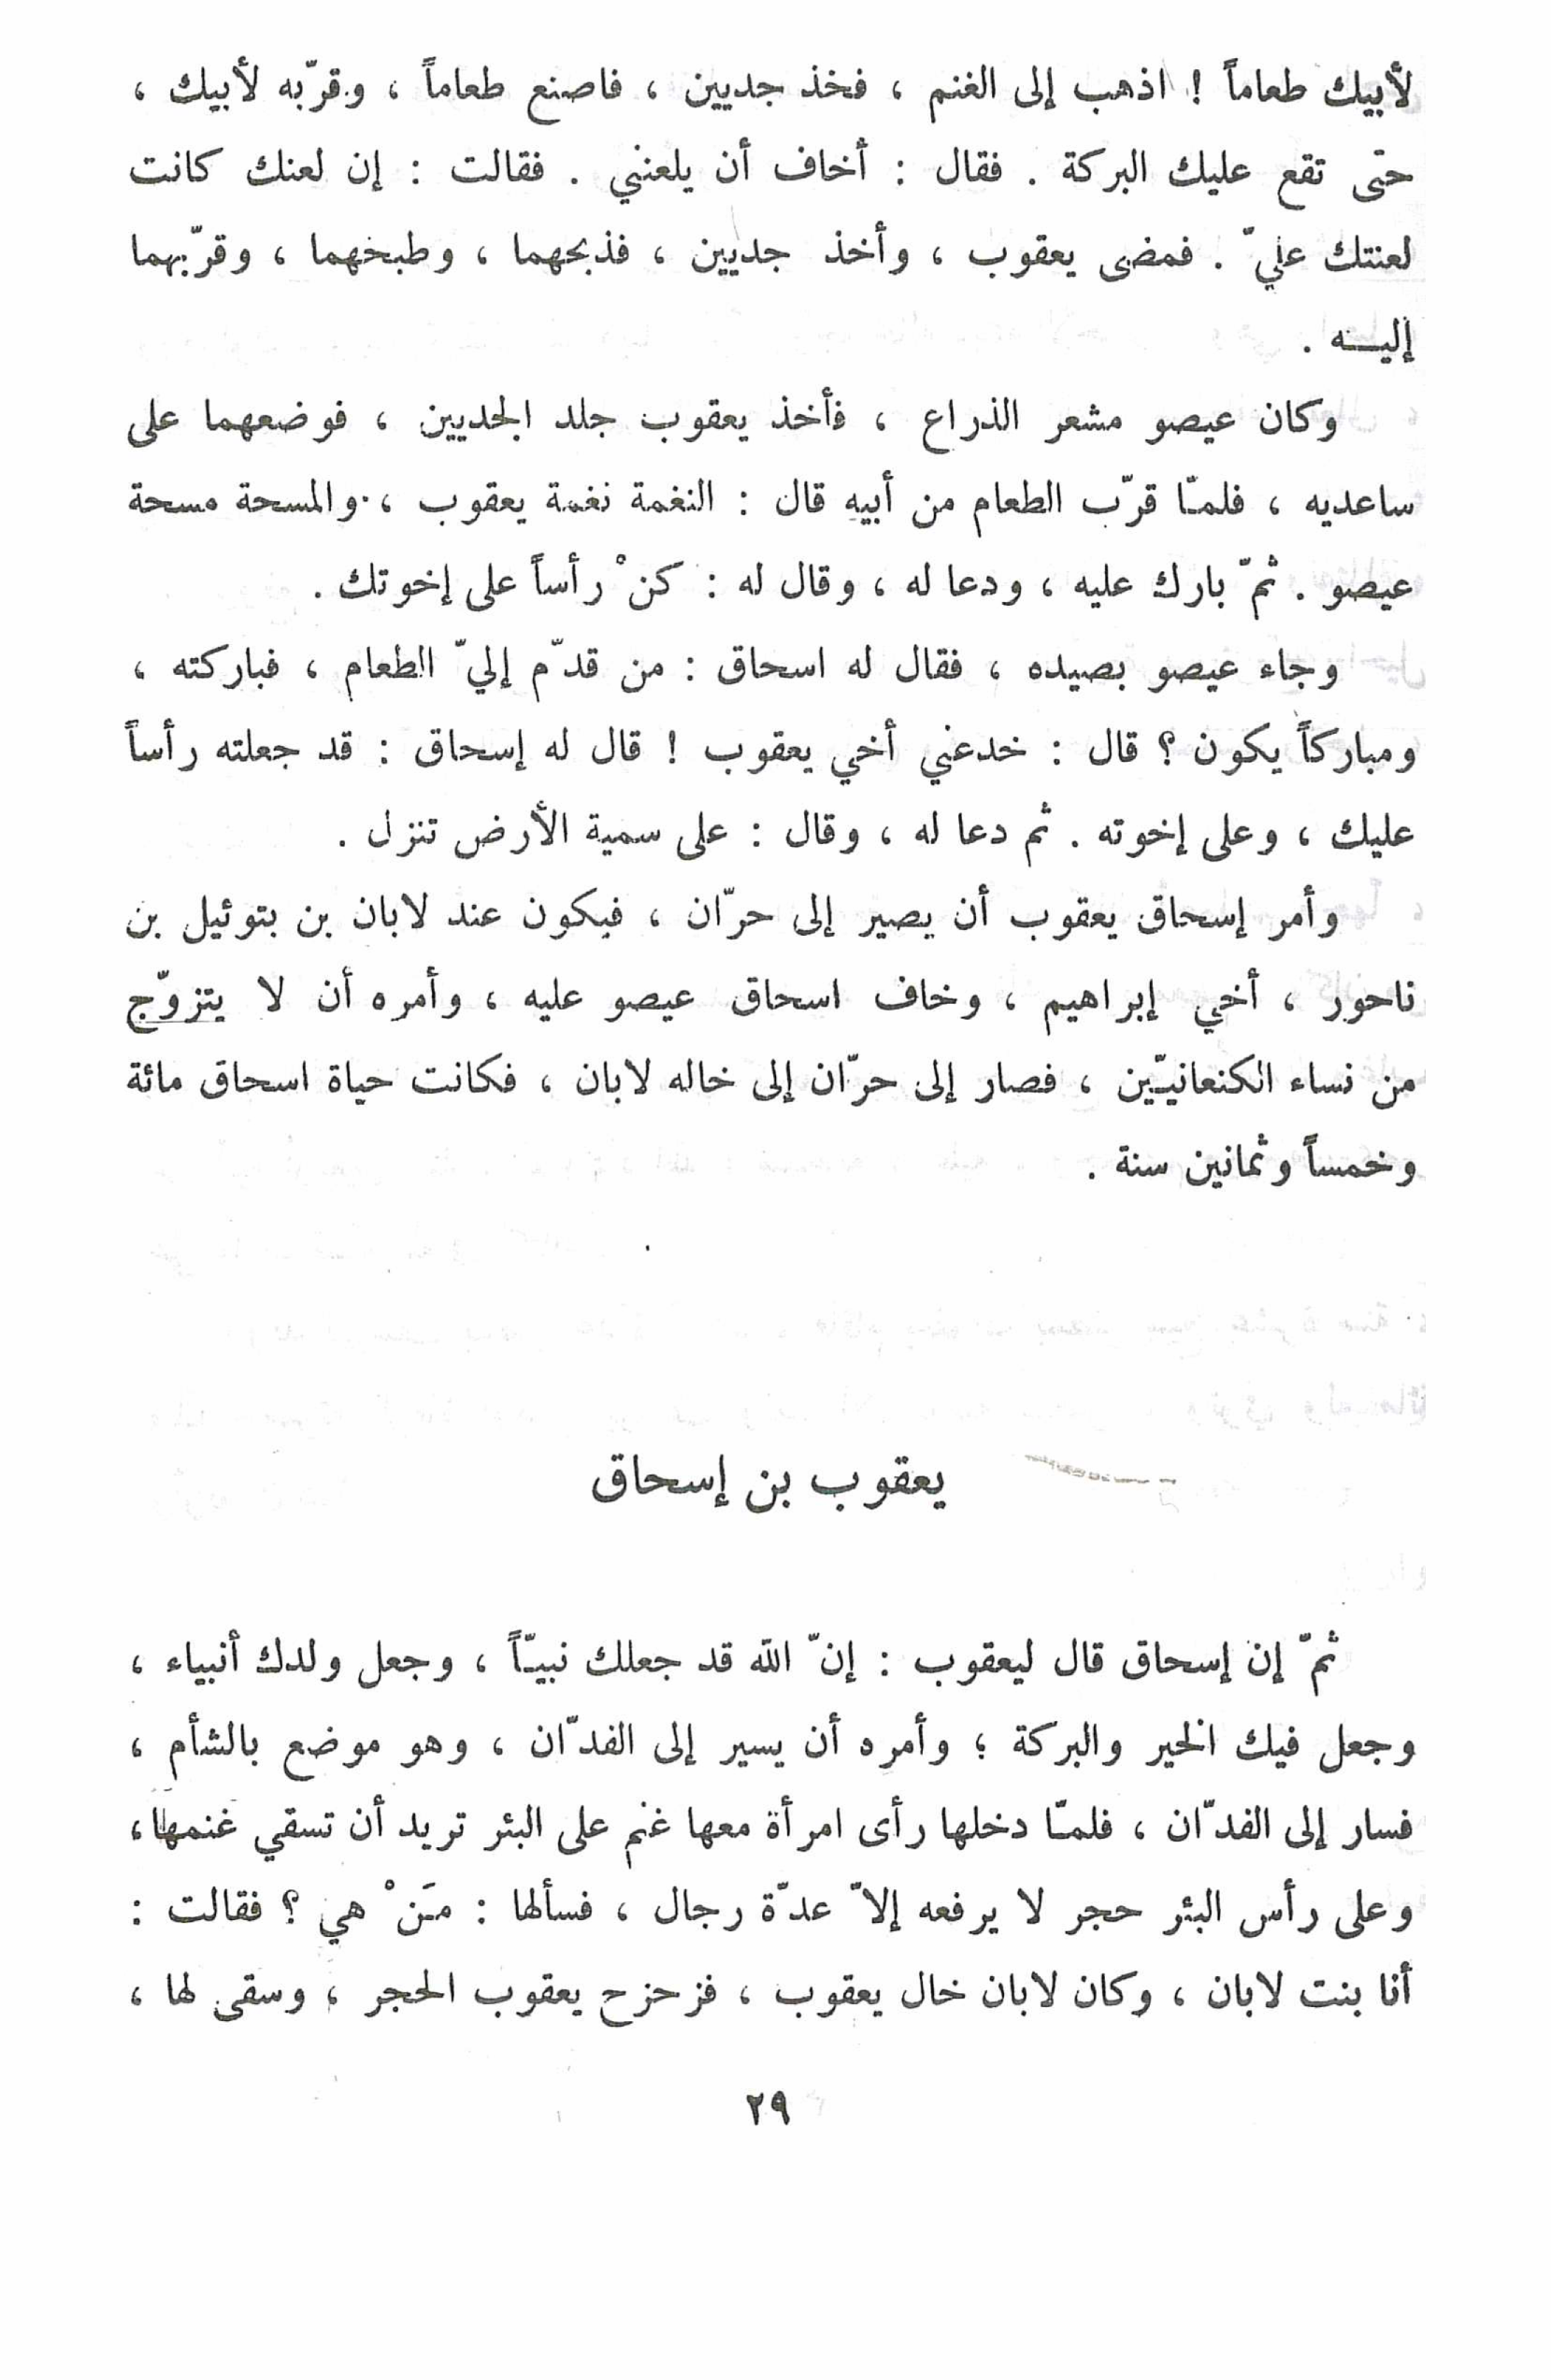 لأبيك طعاماً ! اذهب إلى الغنم ، فخذ جديين ، فاصنع طعاماً ، وقرّبه لأبيك ،
حتى تقع عليك البركة . فقال : أخاف أن يلعنني . فقالت : إن لعنك كانت
لعنتك عليّ . فمضى يعقوب ، وأخذ جديين ، فذبحهما ، وطبخهما ، وقرّبهما
إليـه .
وكان عيصو مشعر الذراع ، فأخذ يعقوب جلد الجديين ، فوضعهما على
ساعديه ، فلمّا قرّب الطعام من أبيه قال : النغمة نغمة يعقوب ، والمسحة مسحة
عيصو . ثمّ بارك عليه ، ودعا له ، وقال له : كنْ رأساً على إخوتك .
وجاء عيصو بصيده ، فقال له اسحاق : من قدّم إليّ الطعام ، فباركته ،
ومباركاً يكون ؟ قال : خدعني أخي يعقوب ! قال له إسحاق : قد جعلته رأساً
عليك ، وعلى إخوته . ثم دعا له ، وقال : على سمية الأرض تنزل .
وأمر إسحاق يعقوب أن يصير إلى حرّان ، فيكون عند لابان بن بتوئيل بن
ناحور ، أخي إبراهيم ، وخاف اسحاق عيصو عليه ، وأمره أن لا يتزوّج
من نساء الكنعانيّين ، فصار إلى حرّان إلى خاله لابان ، فكانت حياة اسحاق مائة
وخمساً وثمانين سنة .
يعقوب بن إسحاق
ثمّ إن إسحاق قال ليعقوب : إنّ الله قد جعلك نبيّاً ، وجعل ولدك أنبياء ،
وجعل فيك الخير والبركة ؛ وأمره أن يسير إلى الفدّان ، وهو موضع بالشأم ،
فسار إلى الفدّان ، فلمّا دخلها رأى امرأة معها غنم على البئر تريد أن تسقي غنمها ،
وعلى رأس البئر حجر لا يرفعه إلاّ عدّة رجال ، فسألها : مَنْ هي ؟ فقالت :
أنا بنت لابان ، وكان لابان خال يعقوب ، فزحزح يعقوب الحجر ، وسقى لها ،
٢٩